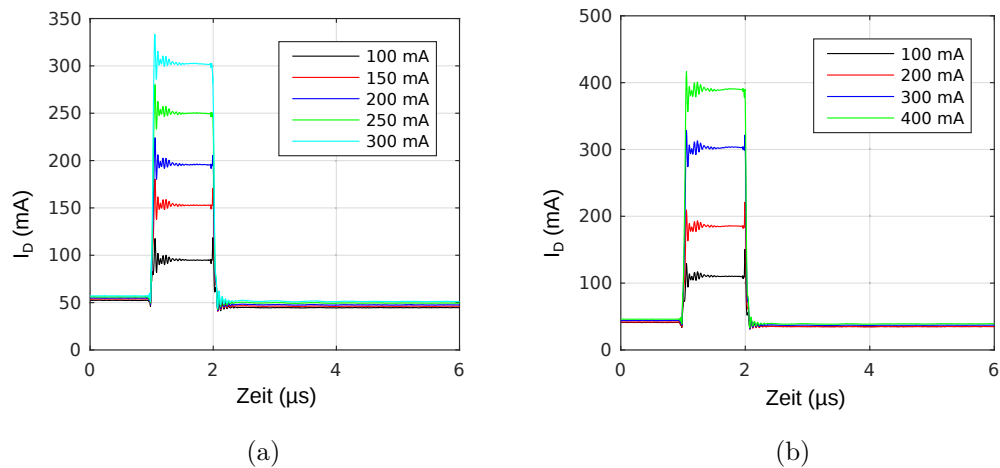 350
300
250
200
150
100
50
0
I_D (mA)
100 mA
150 mA
200 mA
250 mA
300 mA
0 2 4 6
Zeit (µs)
(a)
500
400
300
200
100
0
I_D (mA)
100 mA
200 mA
300 mA
400 mA
0 2 4 6
Zeit (µs)
(b)